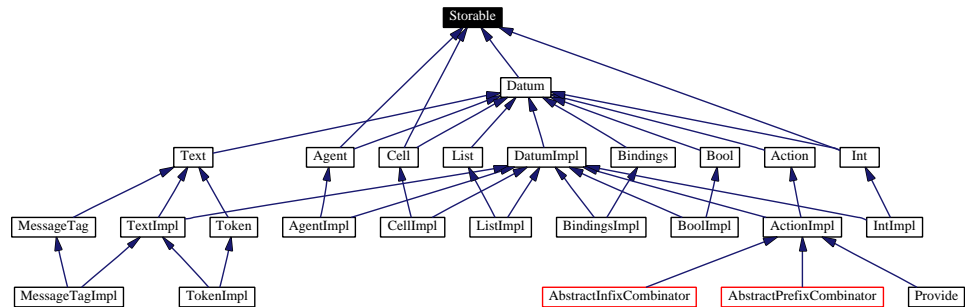 Storable
Datum
Text Agent Cell List DatumImpl Bindings Bool Action Int
MessageTag TextImpl Token AgentImpl CellImpl ListImpl BindingsImpl BoolImpl ActionImpl IntImpl
MessageTagImpl TokenImpl AbstractInfixCombinator AbstractPrefixCombinator Provide